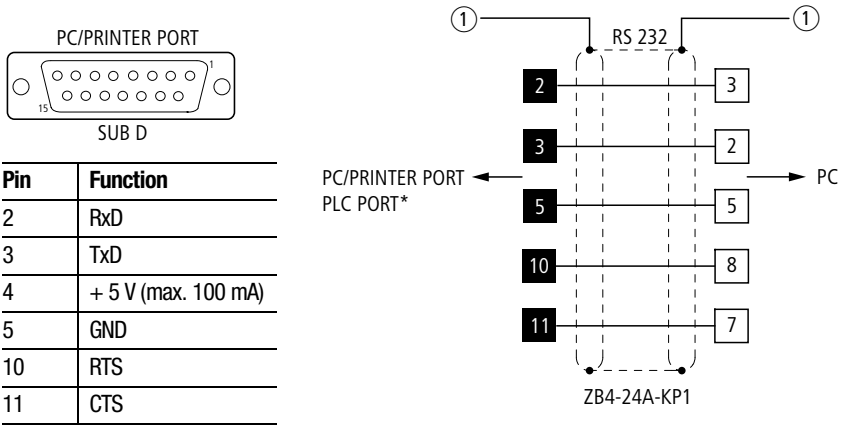 PC/PRINTER PORT
1
15
SUB D
Pin Function
2 RxD
3 TxD
4 + 5 V (max. 100 mA)
5 GND
10 RTS
11 CTS
1 1
RS 232
2 3
3 2
PC/PRINTER PORT PC
PLC PORT*
5 5
10 8
11 7
ZB4-24A-KP1